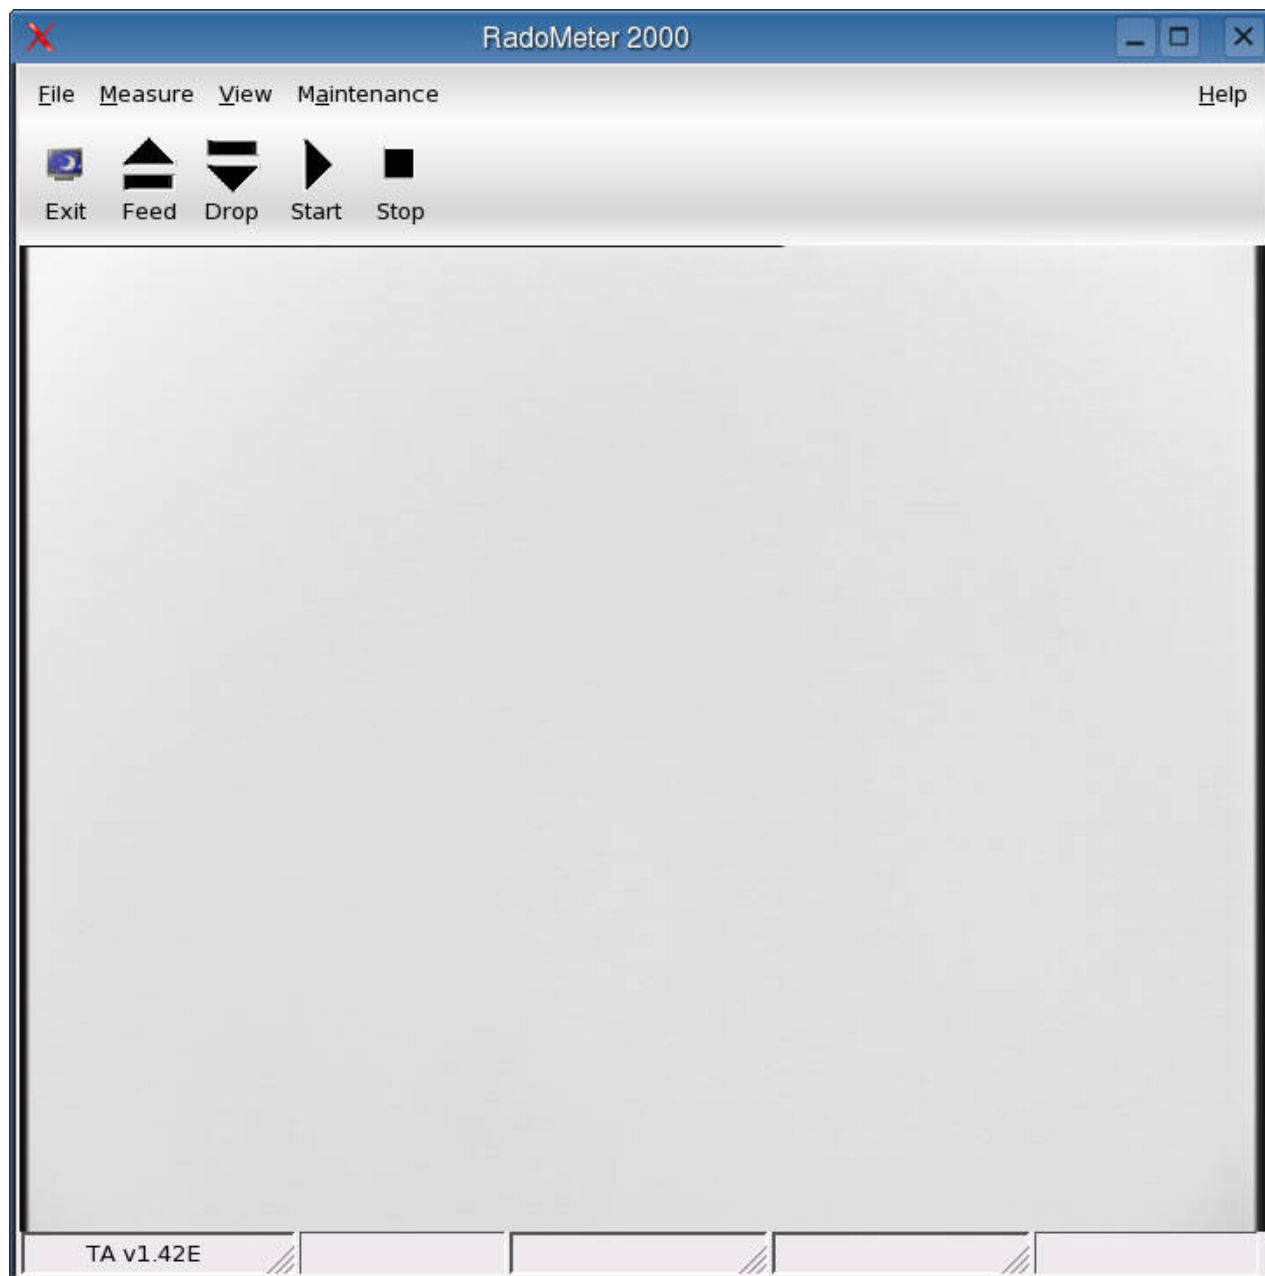 RadoMeter 2000
File Measure View Maintenance Help
Exit Feed Drop Start Stop
TA v1.42E